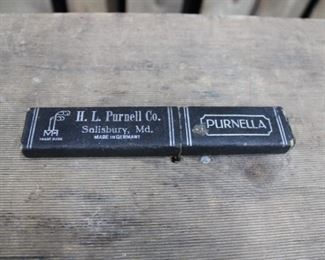 H. L. Purnell Co.
Salisbury, Md.
MADE IN GERMANY
TRADE MARK
PURNELLA